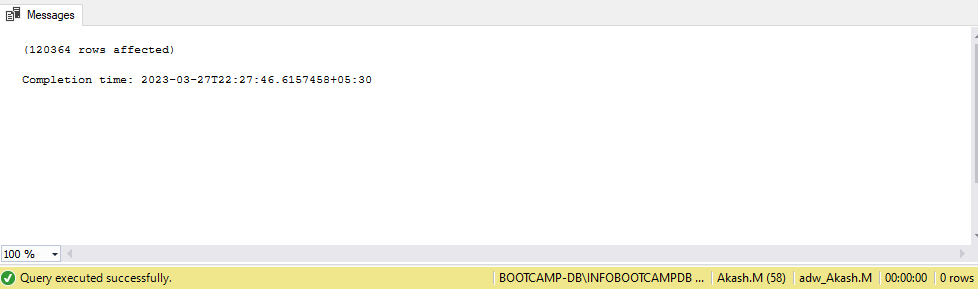 Messages
(120364 rows affected)
Completion time: 2023-03-27T22:27:46.6157458+05:30
100 %
Query executed successfully. BOOTCAMP-DB\INFOBOOTCAMPDB ... Akash.M (58) adw_Akash.M 00:00:00 0 rows